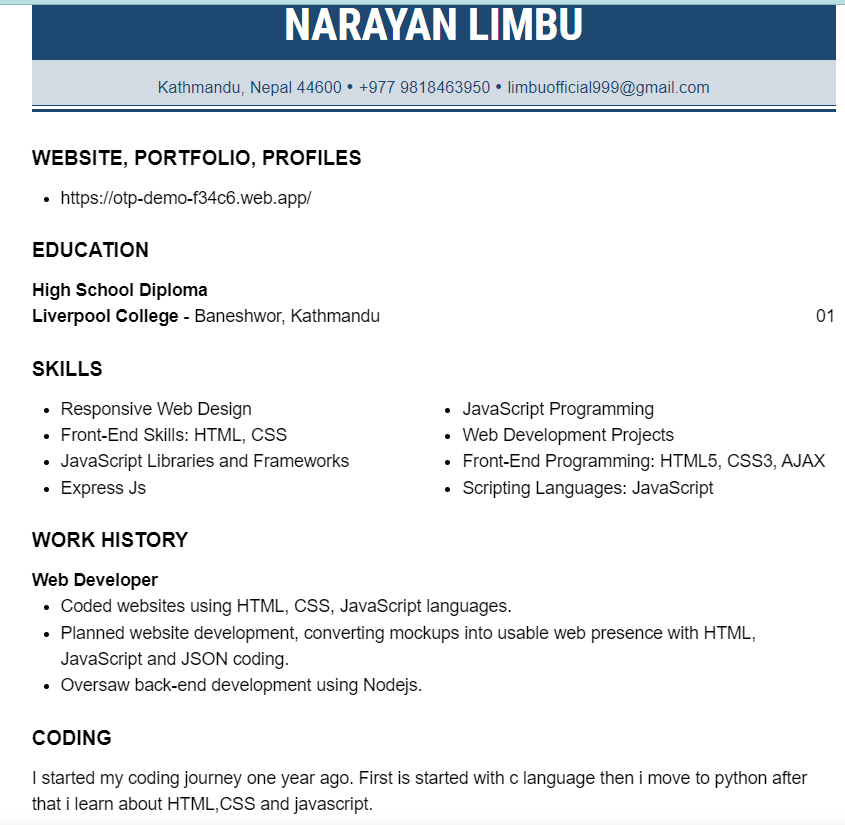 NARAYAN LIMBU
Kathmandu, Nepal 44600 • +977 9818463950 • limbuofficial999@gmail.com
WEBSITE, PORTFOLIO, PROFILES
• https://otp-demo-f34c6.web.app/
EDUCATION
High School Diploma
Liverpool College - Baneshwor, Kathmandu 01
SKILLS
• Responsive Web Design
• Front-End Skills: HTML, CSS
• JavaScript Libraries and Frameworks
• Express Js
• JavaScript Programming
• Web Development Projects
• Front-End Programming: HTML5, CSS3, AJAX
• Scripting Languages: JavaScript
WORK HISTORY
Web Developer
• Coded websites using HTML, CSS, JavaScript languages.
• Planned website development, converting mockups into usable web presence with HTML,
JavaScript and JSON coding.
• Oversaw back-end development using Nodejs.
CODING
I started my coding journey one year ago. First is started with c language then i move to python after
that i learn about HTML,CSS and javascript.